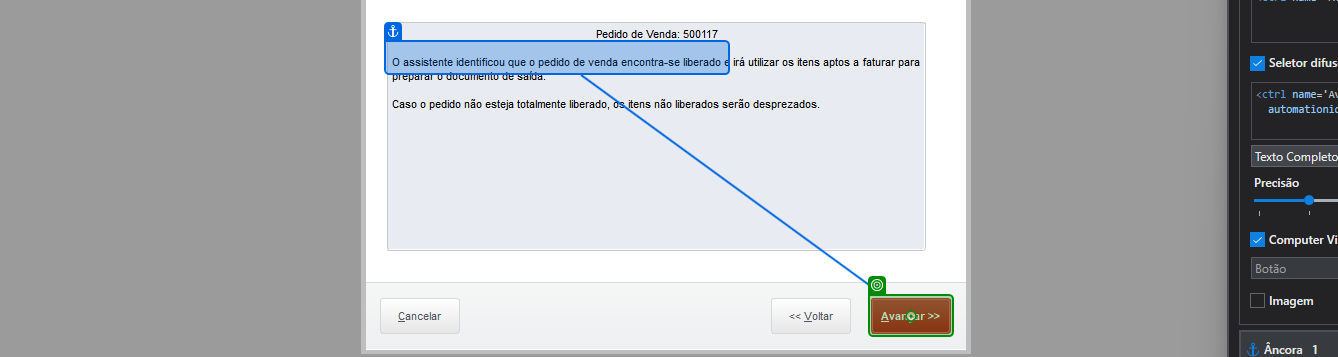 Pedido de Venda: 500117
O assistente identificou que o pedido de venda encontra-se liberado e irá utilizar os itens aptos a faturar para
preparar o documento de saída.
Caso o pedido não esteja totalmente liberado, os itens não liberados serão desprezados.
Cancelar
<< Voltar
Avançar >>
Seletor difus
<ctrl name='Av
automationid
Texto Completo
Precisão
Computer Vi
Botão
Imagem
Âncora 1